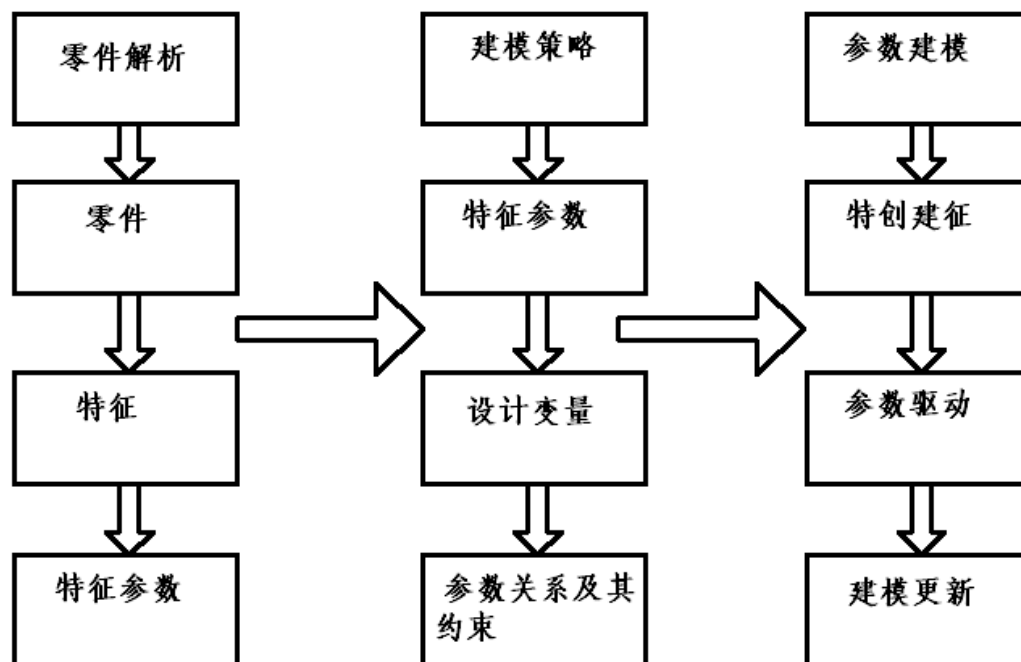 零件解析
零件
特征
特征参数
建模策略
特征参数
设计变量
参数关系及其
约束
参数建模
特创建征
参数驱动
建模更新